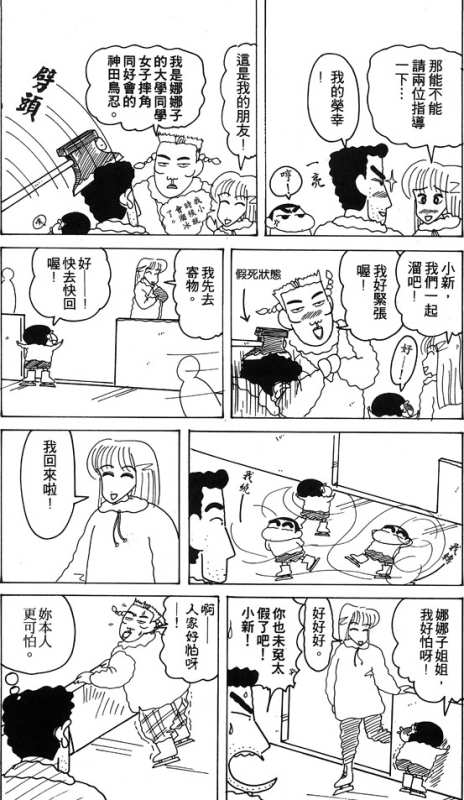 那能不能
請兩位指導
一下…
我的榮幸
！
一亮
哼！
這是我的朋友！
我是娜娜子
的大學同學
女子摔角
同好會的
神田鳥忍。
劈頭
小新，
我們一起
溜吧！
好！
我好緊張
喔！
假死狀態
我先去
寄物。
好——！
快去快回
喔！
我繞
我繞
我回來啦！
娜娜子姐姐，
我好怕呀！
好好好。
你也未免太
假了吧！
小新！
啊——
人家好怕呀
——！
妳本人
更可怕。